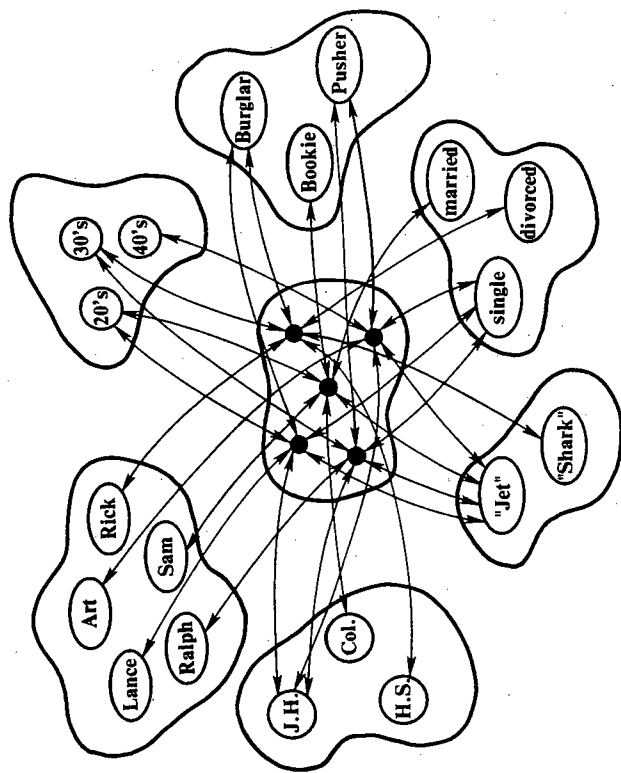 Art
Rick
Lance
Sam
Ralph
30's
20's
40's
J.H.
Col.
H.S.
Burglar
Bookie
Pusher
"Jet"
"Shark"
single
married
divorced